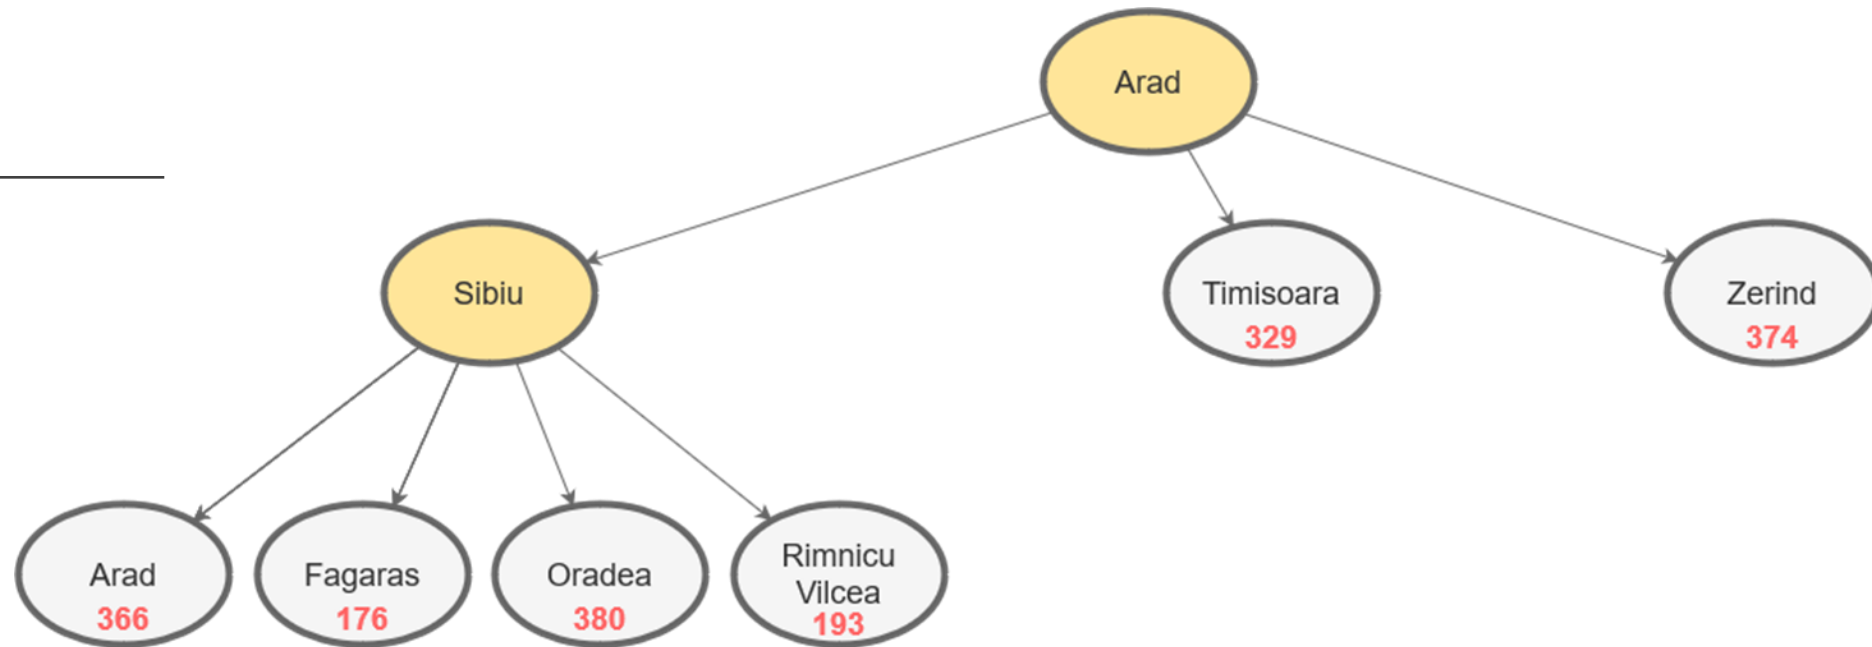 Arad
Sibiu
Timisoara
329
Zerind
374
Arad
366
Fagaras
176
Oradea
380
Rimnicu
Vilcea
193